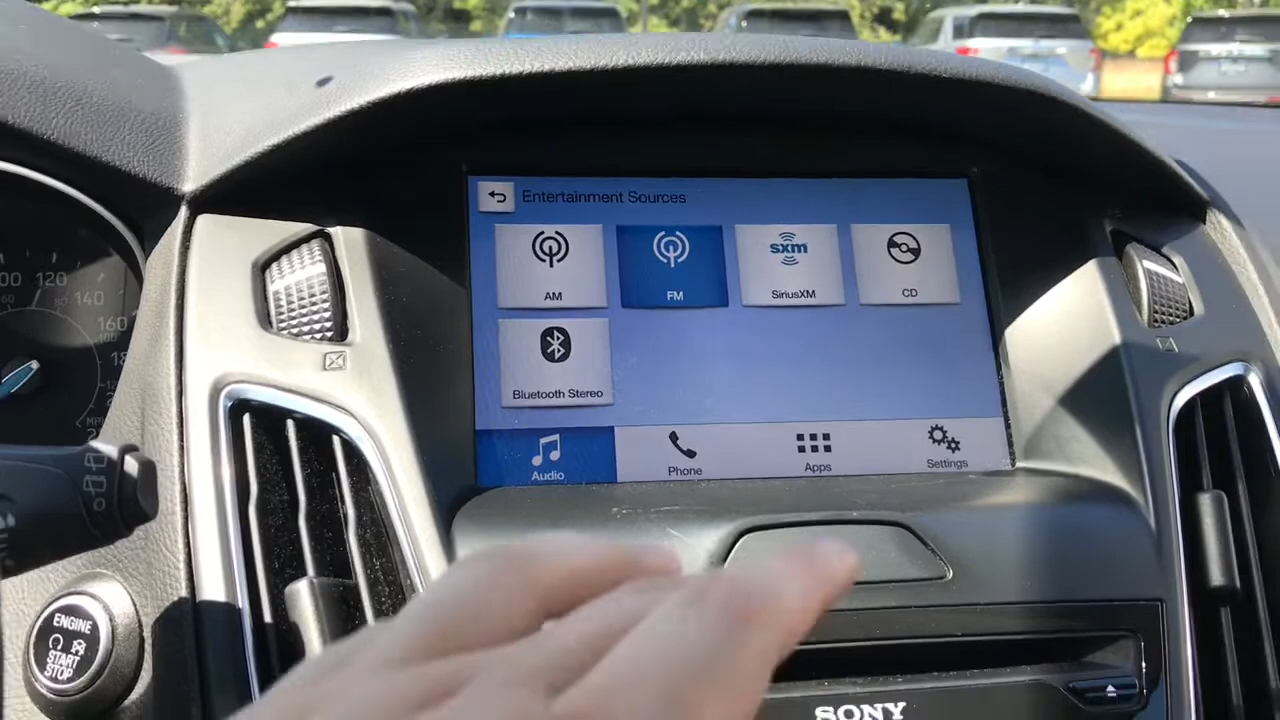 Entertainment Sources
AM
FM
sxm
SiriusXM
CD
Bluetooth Stereo
Audio
Phone
Apps
Settings
120
140
160
100
ENGINE
START
STOP
SONY